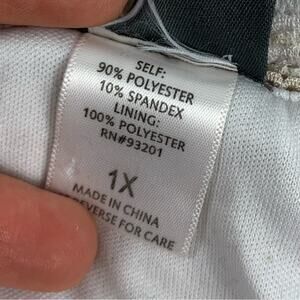 SELF:
90% POLYESTER
10% SPANDEX
LINING:
100% POLYESTER
RN#93201
1X
MADE IN CHINA
REVERSE FOR CARE